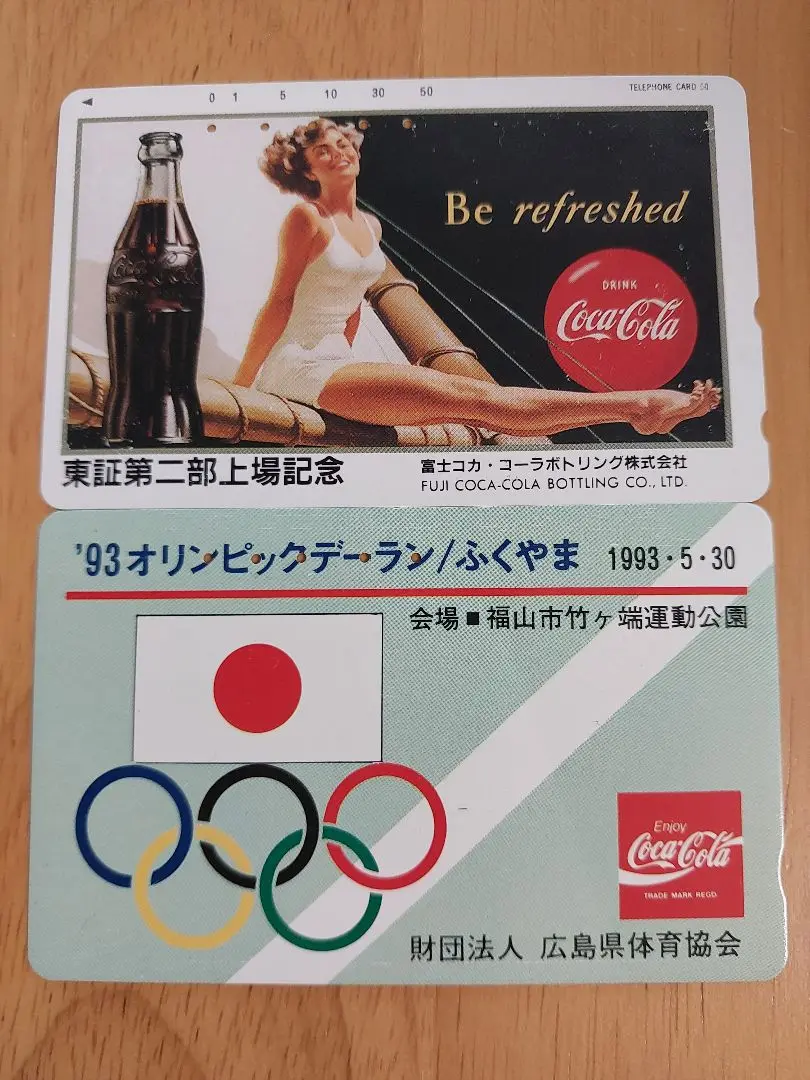 0 1 5 10 30 50
TELEPHONE CARD 50
Be refreshed
DRINK
Coca-Cola
Coca-Cola
東証第二部上場記念
富士コカ・コーラボトリング株式会社
FUJI COCA-COLA BOTTLING CO., LTD.
'93オリンピックデーラン/ふくやま 1993・5・30
会場■福山市竹ヶ端運動公園
Enjoy
Coca-Cola
TRADE MARK REGD.
財団法人 広島県体育協会